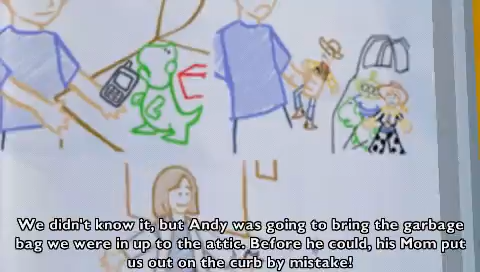 We didn't know it, but Andy was going to bring the garbage
bag we were in up to the attic. Before he could, his Mom put
us out on the curb by mistake!